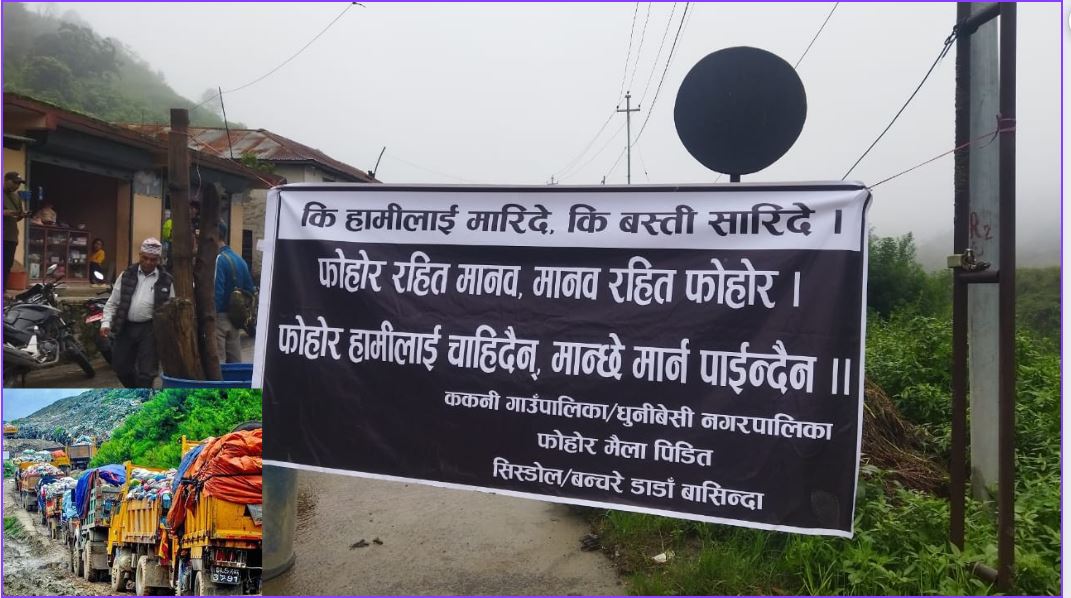 कि हामीलाई मारिदे, कि बस्ती सारिदे ।
फोहोर रहित मानव, मानव रहित फोहोर ।
फोहोर हामीलाई चाहिदैन्, मान्छे मार्न पाईन्दैन ।।
ककनी गाउँपालिका/धुनीबेसी नगरपालिका
फोहोर मैला पिडित
सिस्डोल/बन्चरे डाडाँ बासिन्दा